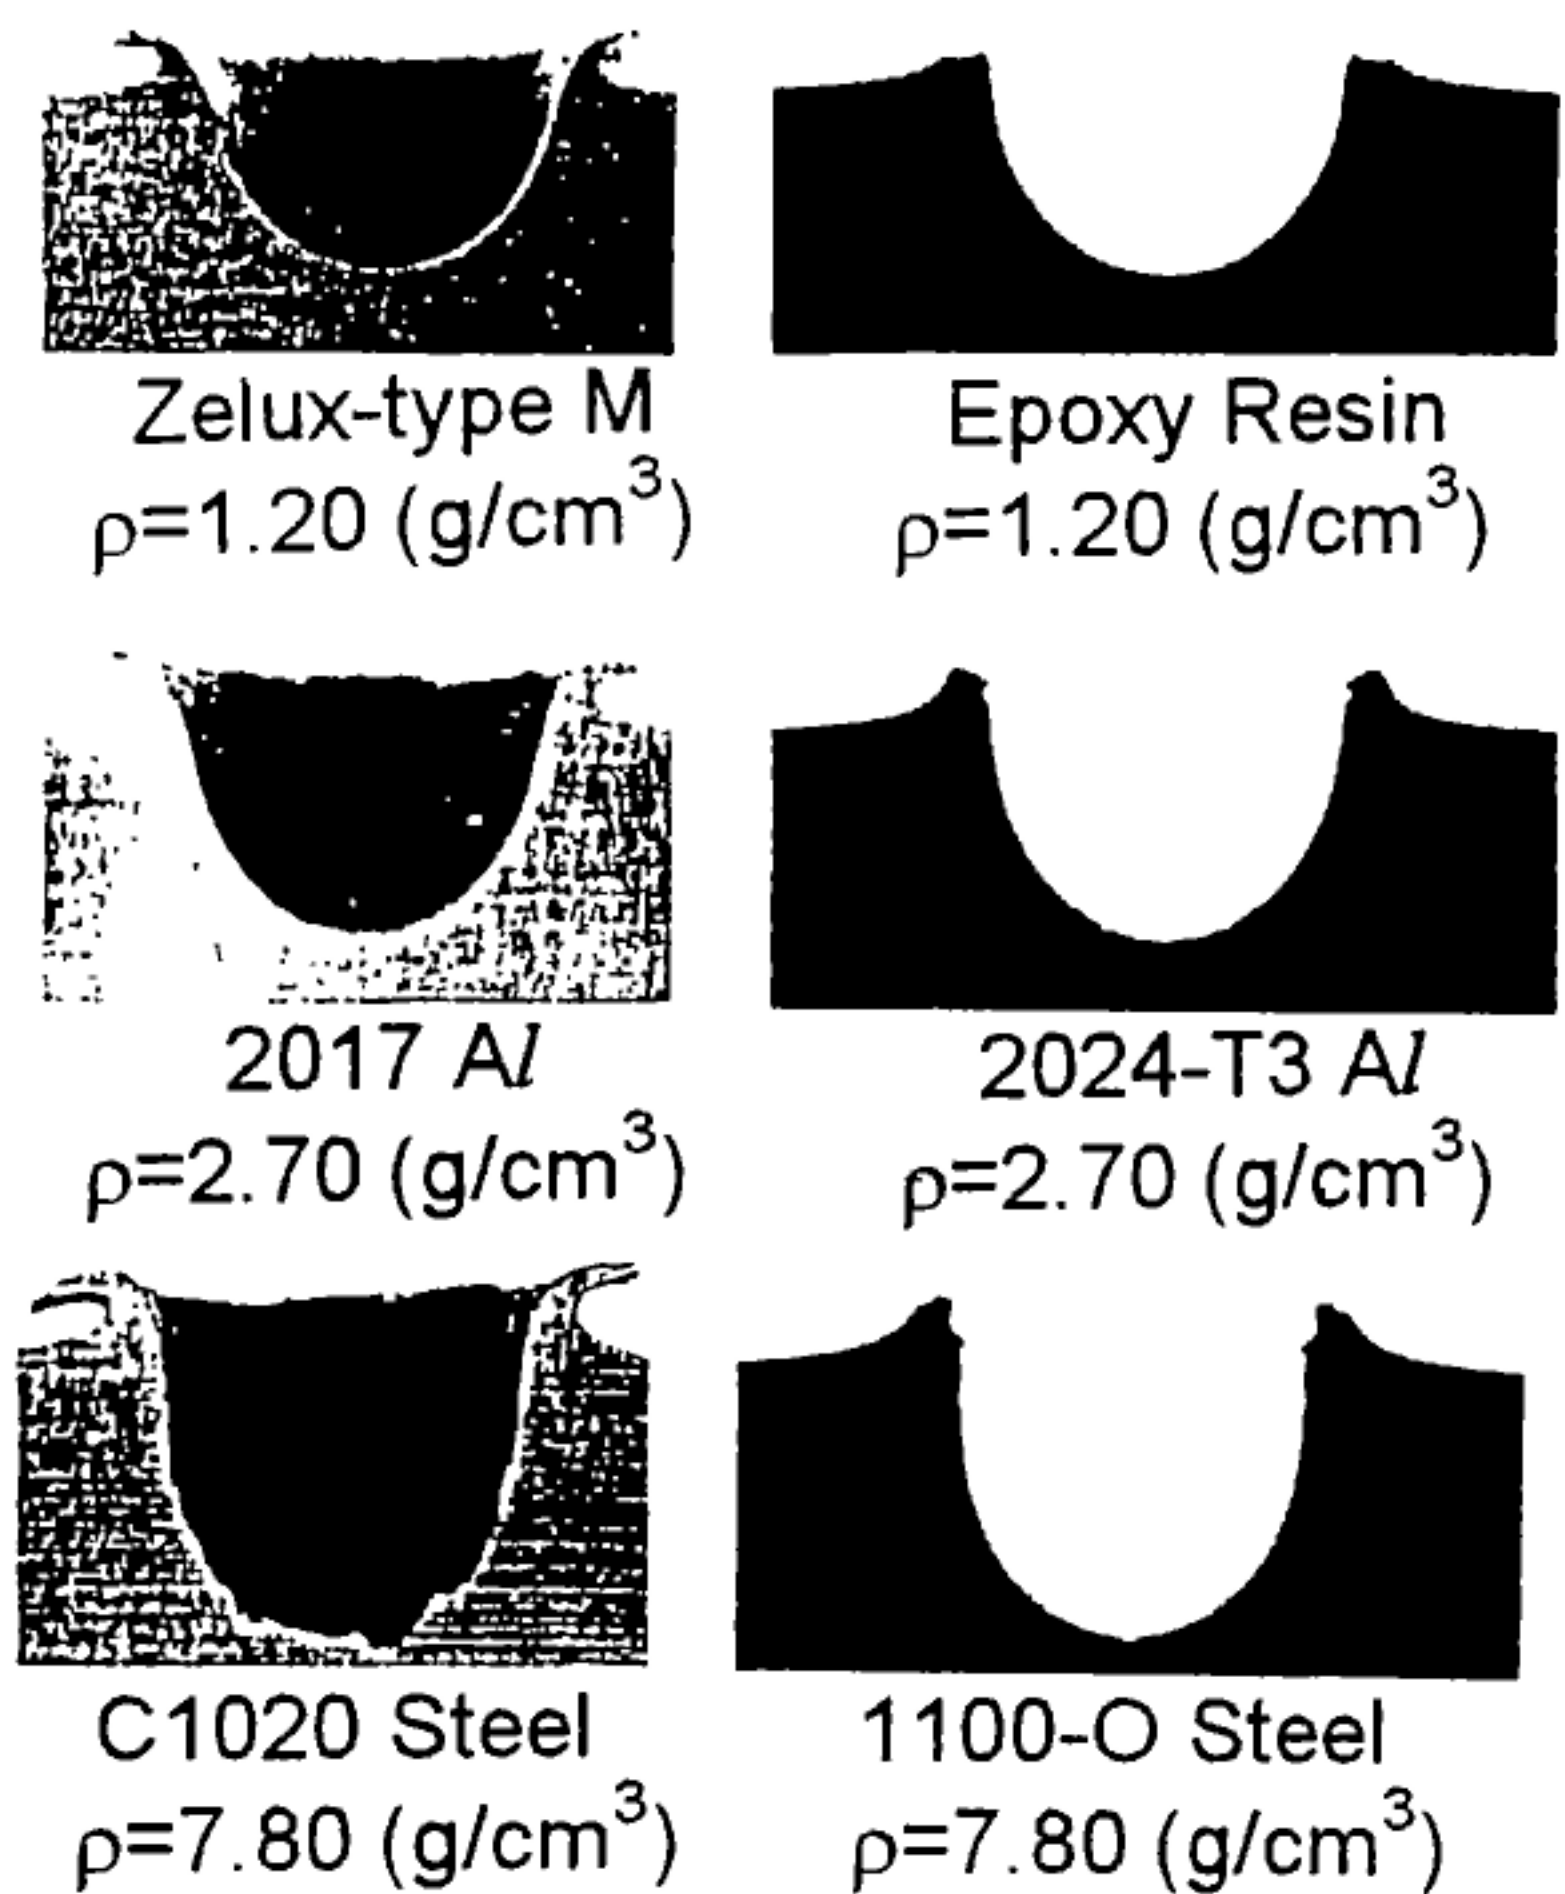 Zelux-type M
ρ=1.20 (g/cm³)
Epoxy Resin
ρ=1.20 (g/cm³)
2017 Al
ρ=2.70 (g/cm³)
2024-T3 Al
ρ=2.70 (g/cm³)
C1020 Steel
ρ=7.80 (g/cm³)
1100-O Steel
ρ=7.80 (g/cm³)